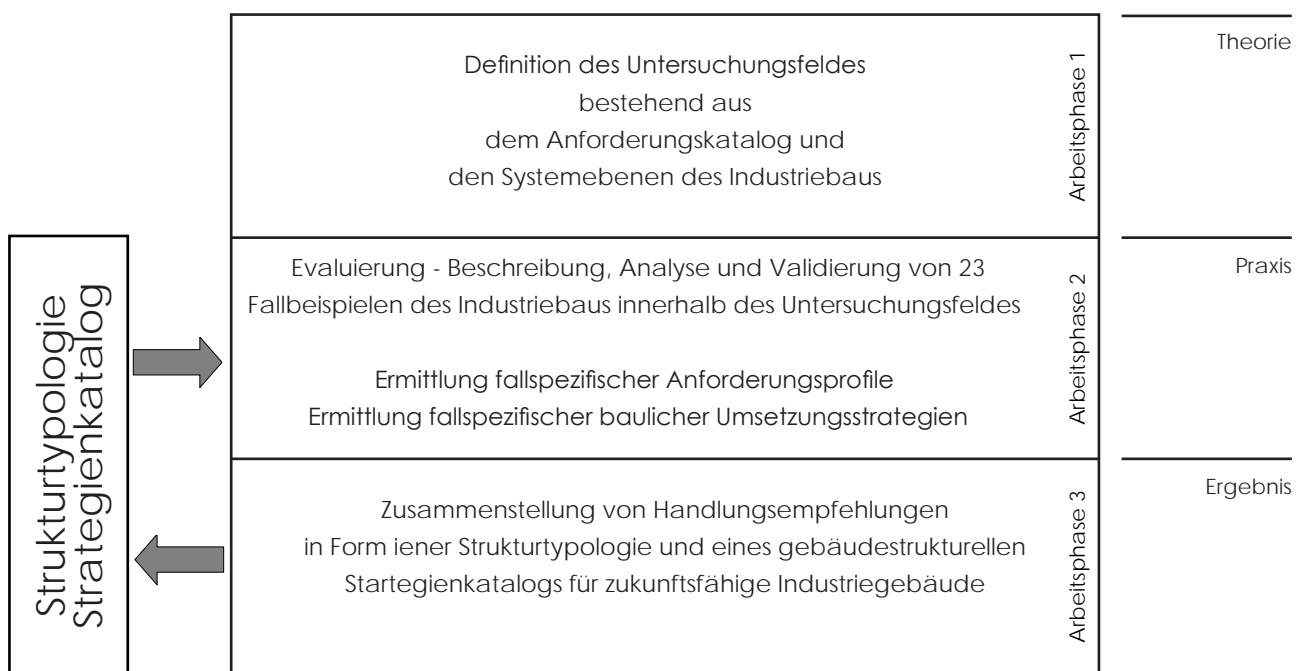 Definition des Untersuchungsfeldes
bestehend aus
dem Anforderungskatalog und
den Systemebenen des Industriebaus
Arbeitsphase 1
Theorie
Strukturtypologie
Strategienkatalog
Evaluierung - Beschreibung, Analyse und Validierung von 23
Fallbeispielen des Industriebaus innerhalb des Untersuchungsfeldes
Ermittlung fallspezifischer Anforderungsprofile
Ermittlung fallspezifischer baulicher Umsetzungsstrategien
Arbeitsphase 2
Praxis
Zusammenstellung von Handlungsempfehlungen
in Form iener Strukturtypologie und eines gebäudestrukturellen
Startegienkatalogs für zukunftsfähige Industriegebäude
Arbeitsphase 3
Ergebnis